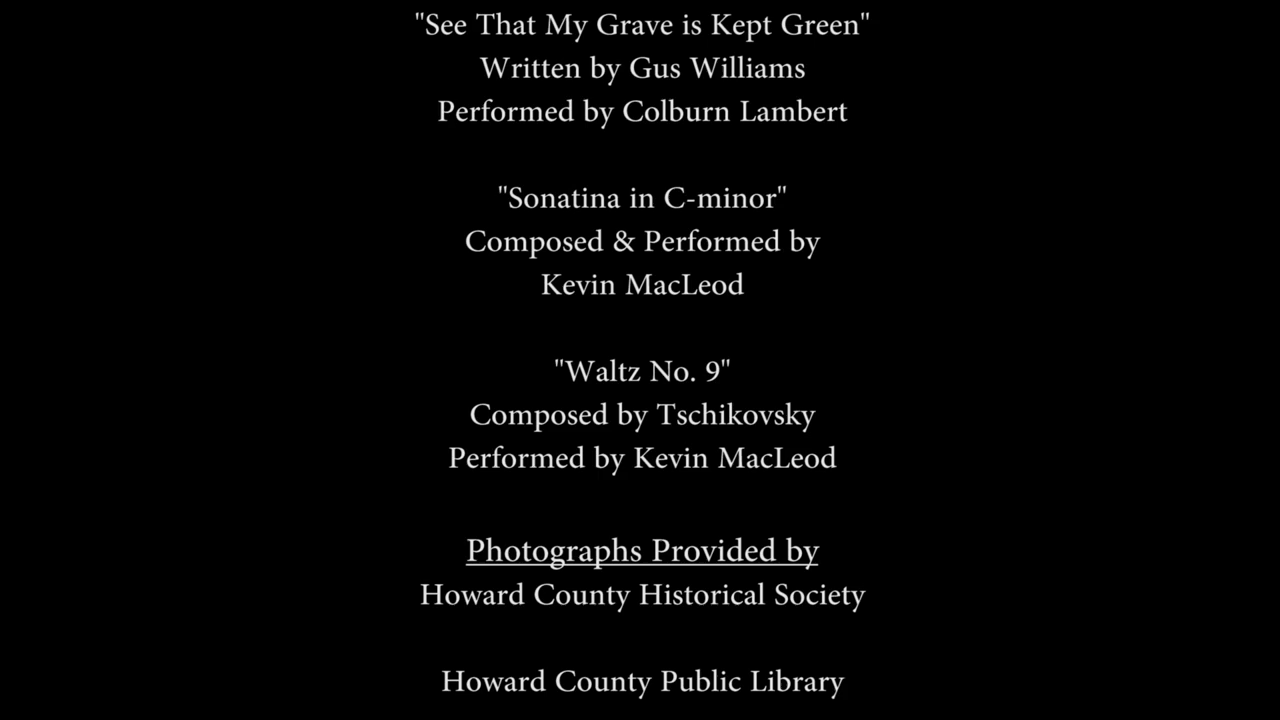 "See That My Grave is Kept Green"
Written by Gus Williams
Performed by Colburn Lambert
"Sonatina in C-minor"
Composed & Performed by
Kevin MacLeod
"Waltz No. 9"
Composed by Tschikovsky
Performed by Kevin MacLeod
Photographs Provided by
Howard County Historical Society
Howard County Public Library